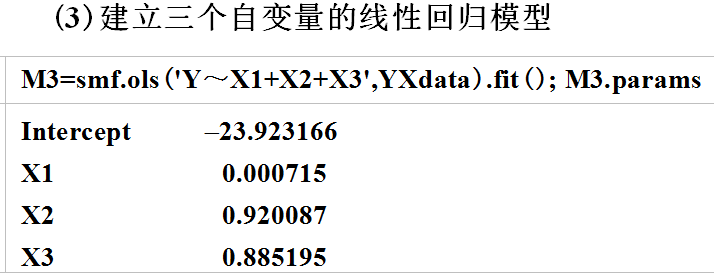 (3)建立三个自变量的线性回归模型
M3=smf.ols('Y～X1+X2+X3',YXdata).fit(); M3.params
Intercept –23.923166
X1 0.000715
X2 0.920087
X3 0.885195